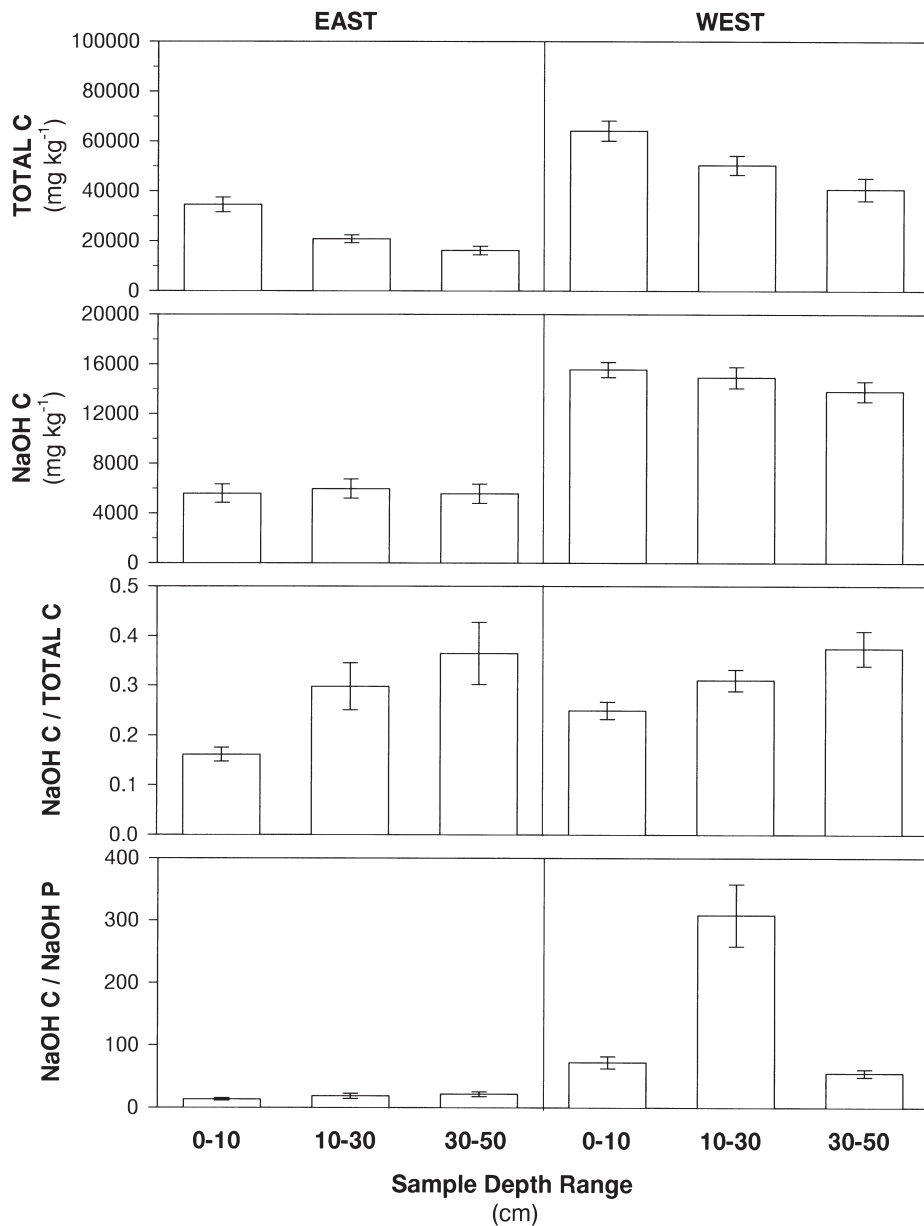 EAST
WEST
TOTAL C
(mg kg-1)
100000
80000
60000
40000
20000
0
NaOH C
(mg kg-1)
20000
16000
12000
8000
4000
0
NaOH C / TOTAL C
0.5
0.4
0.3
0.2
0.1
0.0
NaOH C / NaOH P
400
300
200
100
0
0-10 10-30 30-50 0-10 10-30 30-50
Sample Depth Range
(cm)